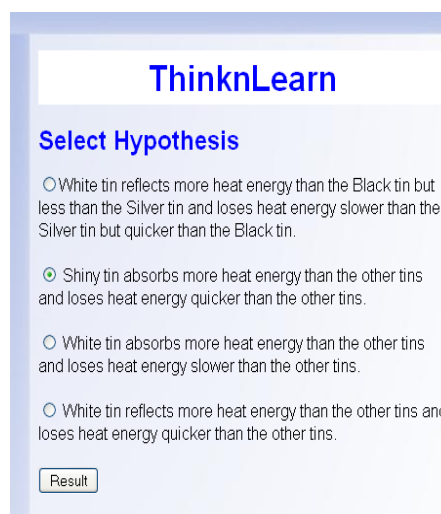 ThinknLearn
Select Hypothesis
White tin reflects more heat energy than the Black tin but
less than the Silver tin and loses heat energy slower than the
Silver tin but quicker than the Black tin.
Shiny tin absorbs more heat energy than the other tins
and loses heat energy quicker than the other tins.
White tin absorbs more heat energy than the other tins
and loses heat energy slower than the other tins.
White tin reflects more heat energy than the other tins an
loses heat energy quicker than the other tins.
Result